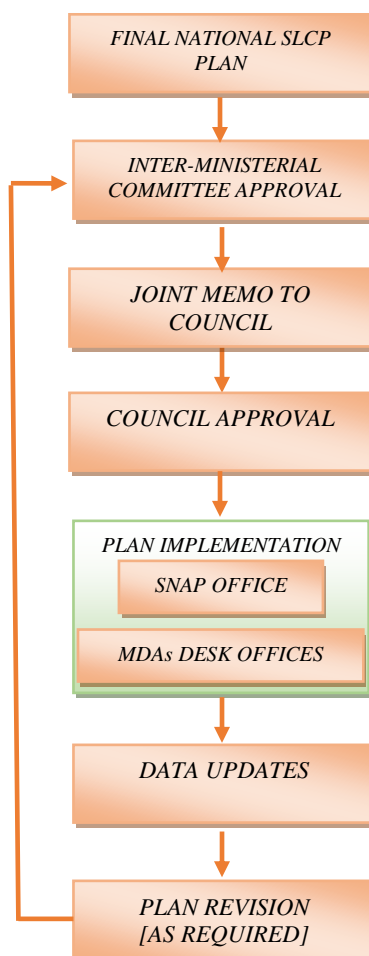 FINAL NATIONAL SLCP
PLAN
INTER-MINISTERIAL
COMMITTEE APPROVAL
JOINT MEMO TO
COUNCIL
COUNCIL APPROVAL
PLAN IMPLEMENTATION
SNAP OFFICE
MDAs DESK OFFICES
DATA UPDATES
PLAN REVISION
[AS REQUIRED]